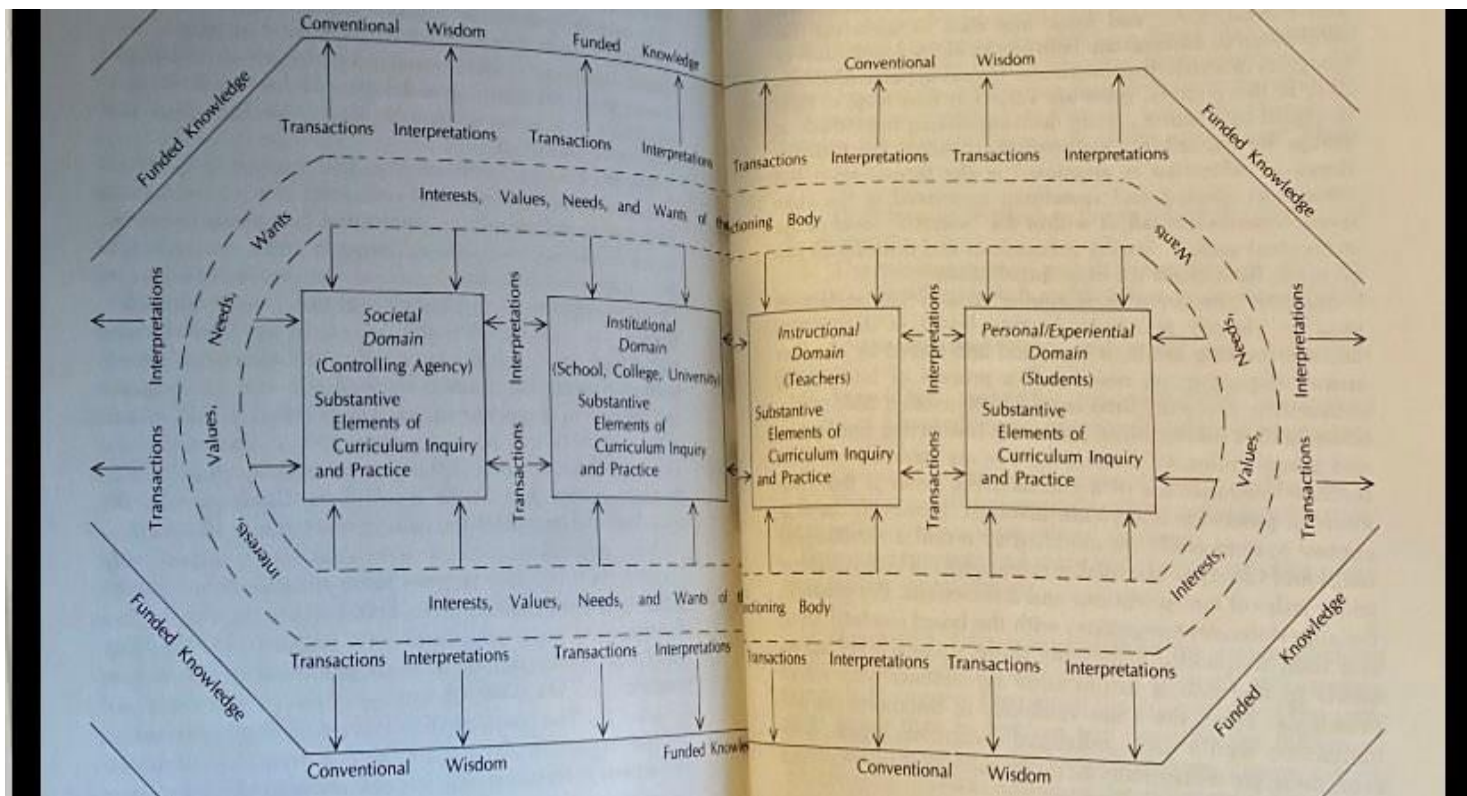 Conventional Wisdom
Funded Knowledge
Conventional Wisdom
Funded Knowledge
Funded Knowledge
Transactions Interpretations Transactions Interpretations
Transactions Interpretations Transactions Interpretations
Interests, Values, Needs, and Wants of
ctioning Body
Interests, Values, Needs, Wants
Wants Needs, Values, Interests,
Transactions Interpretations
Societal
Domain
(Controlling Agency)
Substantive
Elements of
Curriculum Inquiry
and Practice
Interpretations
Transactions
Institutional
Domain
(School, College, University)
Substantive
Elements of
Curriculum Inquiry
and Practice
Instructional
Domain
(Teachers)
Substantive
Elements of
Curriculum Inquiry
and Practice
Interpretations
Transactions
Personal/Experiential
Domain
(Students)
Substantive
Elements of
Curriculum Inquiry
and Practice
Interpretations
Transactions
Interests, Values, Needs, and Wants of
ctioning Body
Transactions Interpretations Transactions Interpretations
Transactions Interpretations Transactions Interpretations
Funded Knowledge
Funded Knowledge
Conventional Wisdom
Funded
Conventional Wisdom